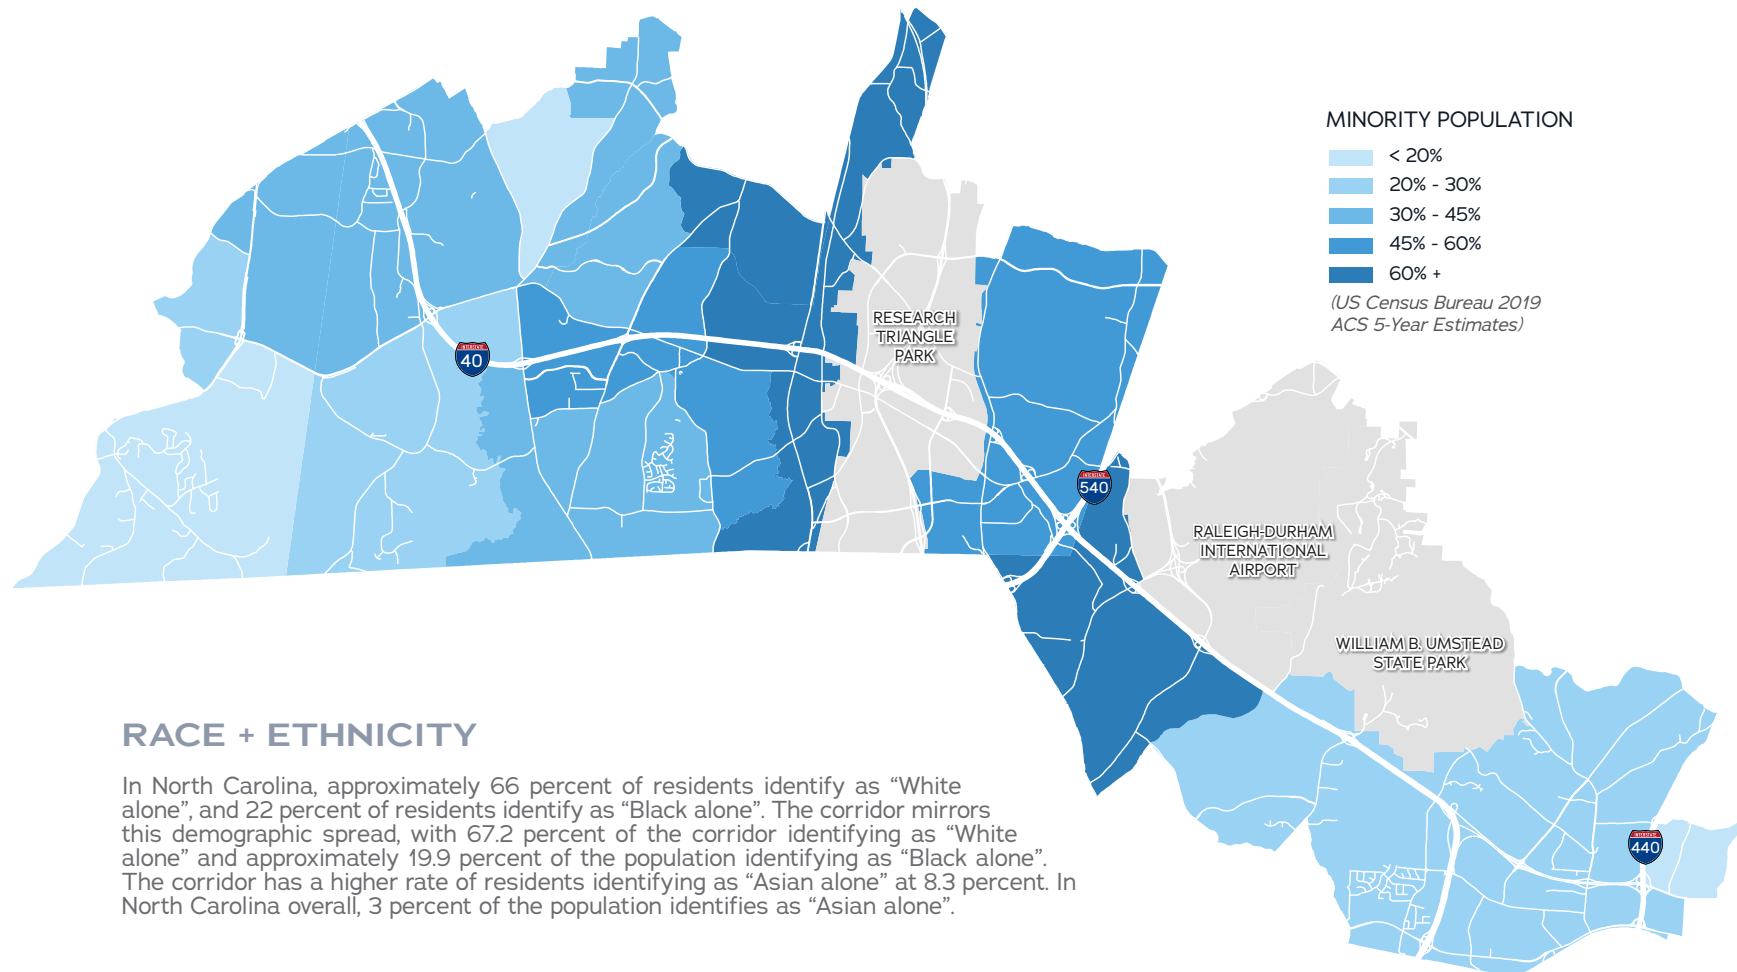 MINORITY POPULATION
< 20%
20% - 30%
30% - 45%
45% - 60%
60% +
(US Census Bureau 2019
ACS 5-Year Estimates)
RESEARCH
TRIANGLE
PARK
INTERSTATE
40
INTERSTATE
540
RALEIGH-DURHAM
INTERNATIONAL
AIRPORT
WILLIAM B. UMSTEAD
STATE PARK
INTERSTATE
440
RACE + ETHNICITY
In North Carolina, approximately 66 percent of residents identify as “White
alone”, and 22 percent of residents identify as “Black alone”. The corridor mirrors
this demographic spread, with 67.2 percent of the corridor identifying as “White
alone” and approximately 19.9 percent of the population identifying as “Black alone”.
The corridor has a higher rate of residents identifying as “Asian alone” at 8.3 percent. In
North Carolina overall, 3 percent of the population identifies as “Asian alone”.